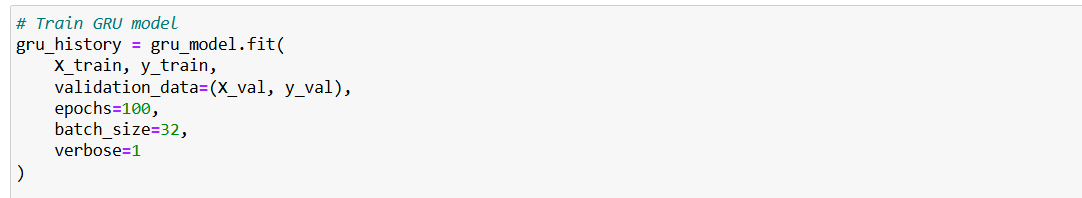 # Train GRU model
gru_history = gru_model.fit(
    X_train, y_train,
    validation_data=(X_val, y_val),
    epochs=100,
    batch_size=32,
    verbose=1
)